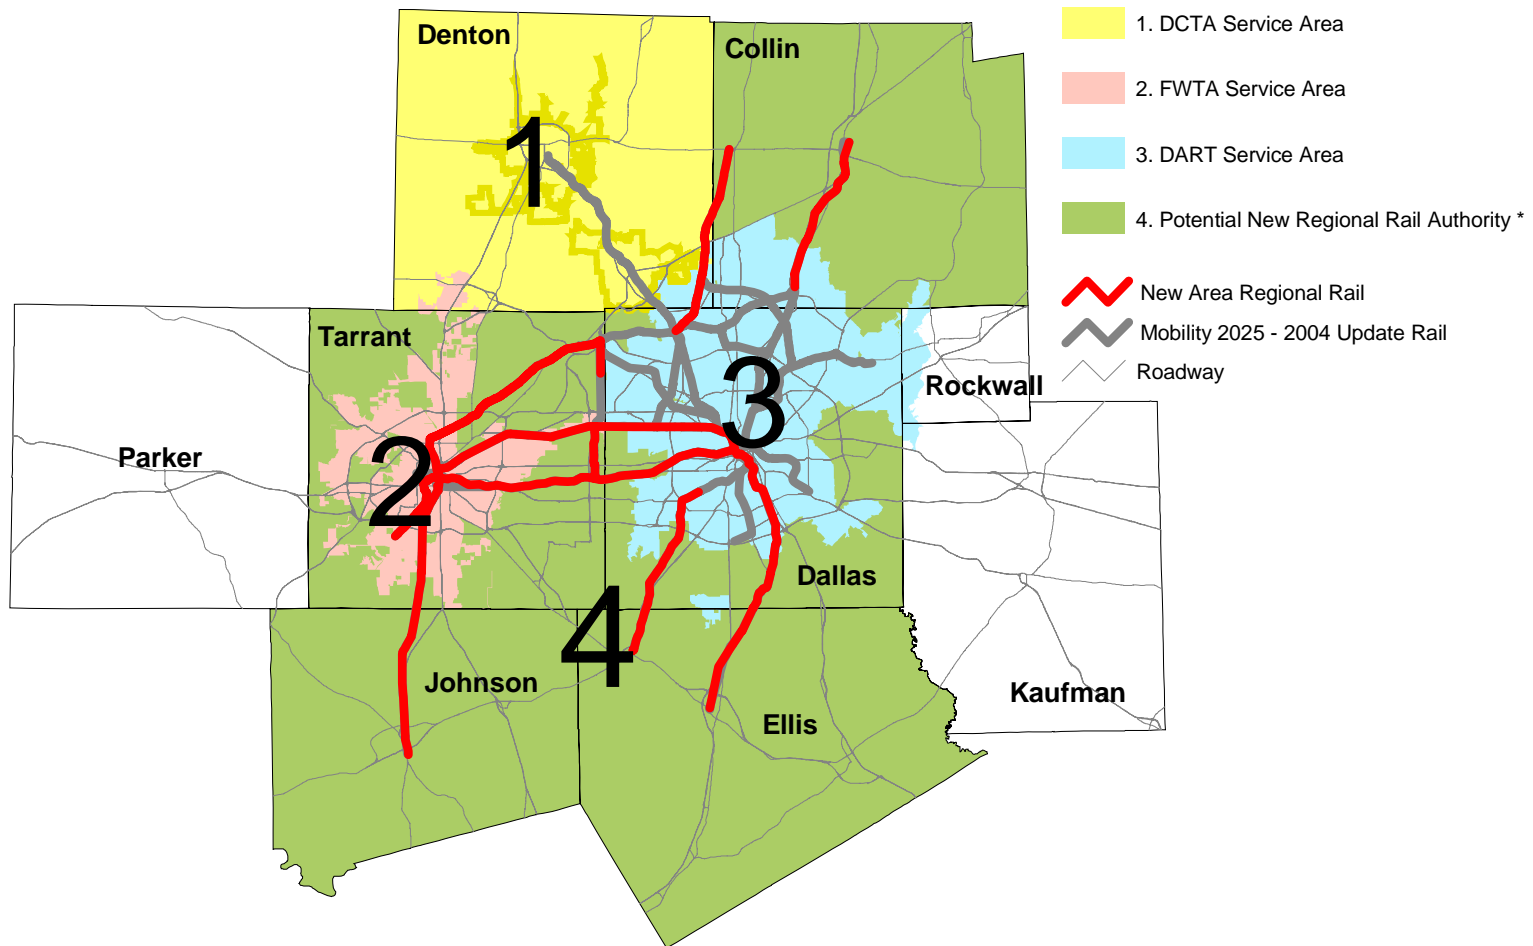 Denton
Collin
1. DCTA Service Area
2. FWTA Service Area
3. DART Service Area
4. Potential New Regional Rail Authority *
New Area Regional Rail
Mobility 2025 - 2004 Update Rail
Roadway
1
Tarrant
Rockwall
3
Parker
2
Dallas
4
Johnson
Kaufman
Ellis